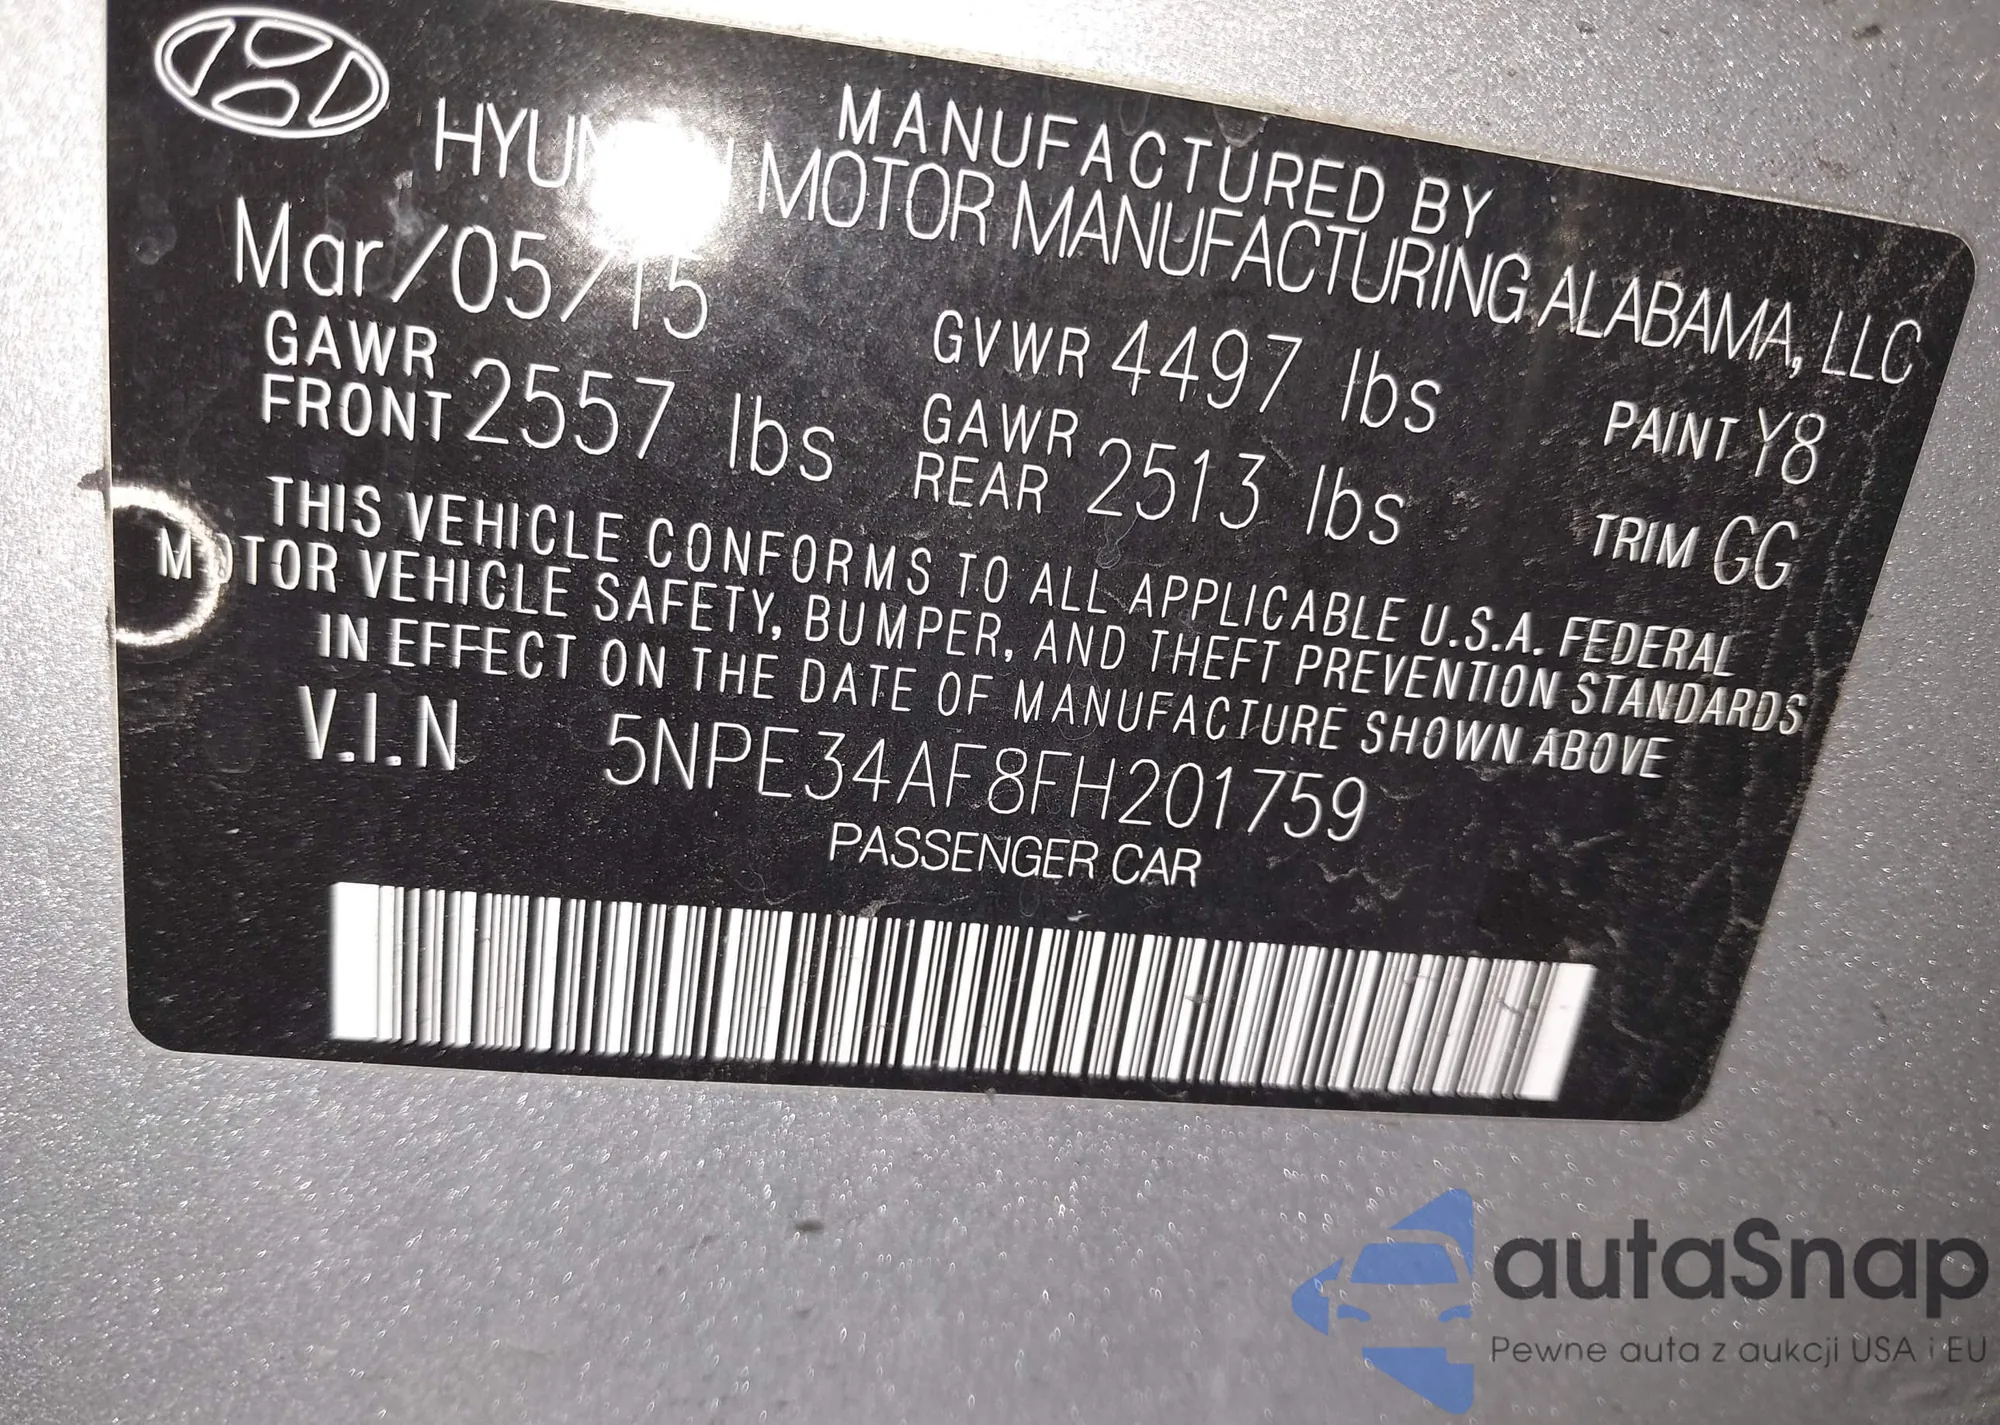 MANUFACTURED BY
HYUNDAI MOTOR MANUFACTURING ALABAMA, LLC
Mar/05/15
GVWR 4497 lbs
PAINT Y8
GAWR FRONT 2557 lbs
GAWR REAR 2513 lbs
TRIM GG
THIS VEHICLE CONFORMS TO ALL APPLICABLE U.S.A. FEDERAL
MOTOR VEHICLE SAFETY, BUMPER, AND THEFT PREVENTION STANDARDS
IN EFFECT ON THE DATE OF MANUFACTURE SHOWN ABOVE
V.I.N 5NPE34AF8FH201759
PASSENGER CAR
autaSnap
Pewne auta z aukcji USA i EU